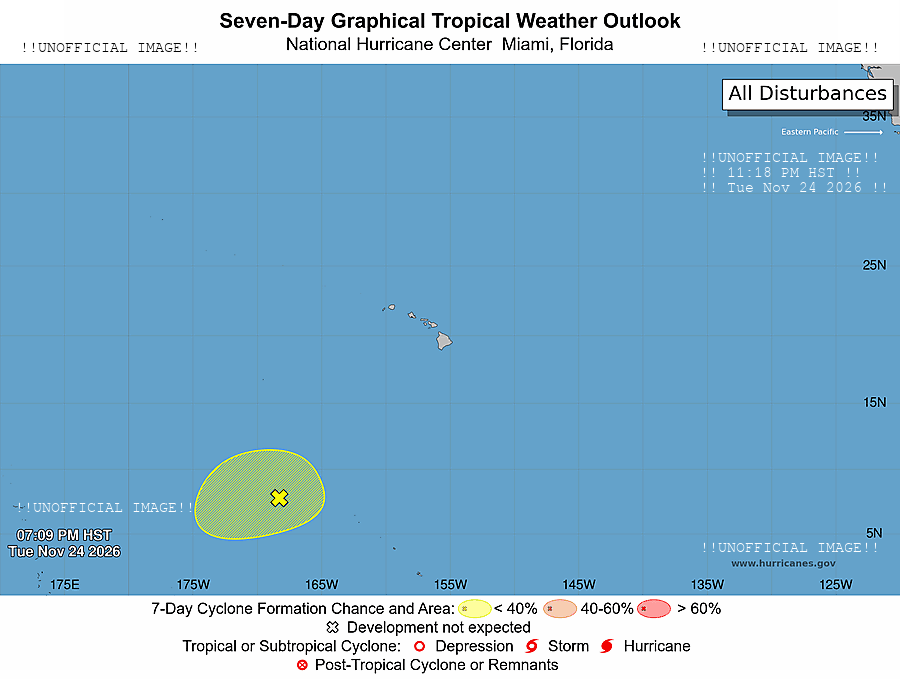 Seven-Day Graphical Tropical Weather Outlook
National Hurricane Center  Miami, Florida
!!UNOFFICIAL IMAGE!!
!!UNOFFICIAL IMAGE!!
All Disturbances
35N
Eastern Pacific
!!UNOFFICIAL IMAGE!!
!! 11:18 PM HST !!
!! Tue Nov 24 2026 !!
25N
15N
!!UNOFFICIAL IMAGE!!
07:09 PM HST
Tue Nov 24 2026
5N
!!UNOFFICIAL IMAGE!!
www.hurricanes.gov
175E 175W 165W 155W 145W 135W 125W
7-Day Cyclone Formation Chance and Area: < 40% 40-60% > 60%
Development not expected
Tropical or Subtropical Cyclone: Depression Storm Hurricane
Post-Tropical Cyclone or Remnants